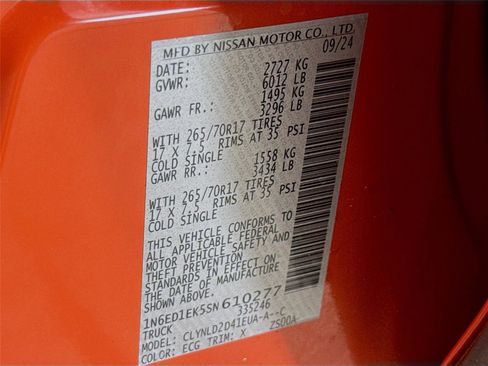 MFD BY NISSAN MOTOR CO., LTD.
DATE: 09/24
GVWR: 2727 KG
6012 LB
GAWR FR.: 1495 KG
3296 LB
WITH 265/70R17 TIRES
17 X 7.5 RIMS AT 35 PSI
COLD SINGLE
GAWR RR.: 1558 KG
3434 LB
WITH 265/70R17 TIRES
17 X 7.5 RIMS AT 35 PSI
COLD SINGLE
THIS VEHICLE CONFORMS TO
ALL APPLICABLE FEDERAL
MOTOR VEHICLE SAFETY AND
THEFT PREVENTION
STANDARDS IN EFFECT ON
THE DATE OF MANUFACTURE
SHOWN ABOVE.
1N6ED1EK5SN610277
TRUCK 335246
MODEL: CLYNLD2D41EUA-A--C
COLOR: ECG TRIM: X ZS00A